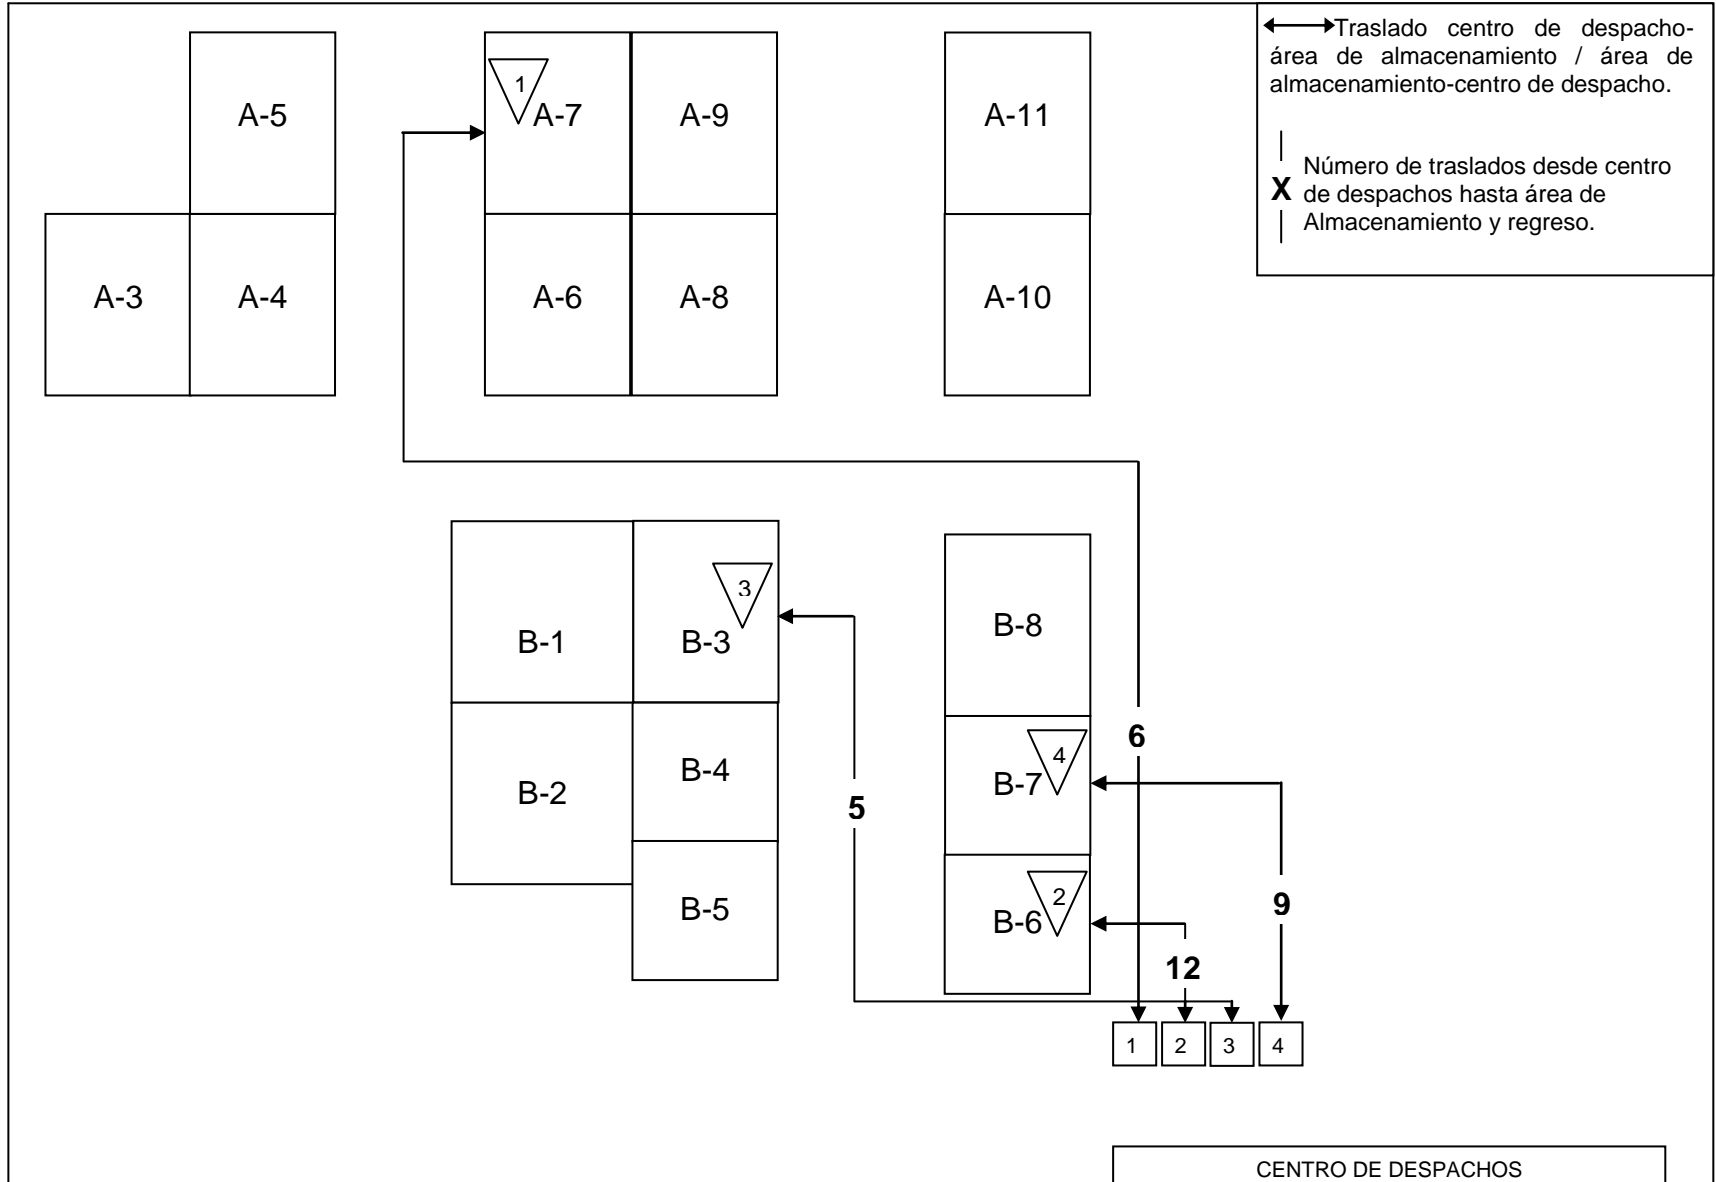 Traslado centro de despacho-
área de almacenamiento / área de
almacenamiento-centro de despacho.
Número de traslados desde centro
X de despachos hasta área de
Almacenamiento y regreso.
A-5
1
A-7
A-9
A-11
A-3
A-4
A-6
A-8
A-10
3
B-1
B-3
B-8
6
4
B-2
B-4
B-7
5
2
9
B-5
B-6
12
1
2
3
4
CENTRO DE DESPACHOS